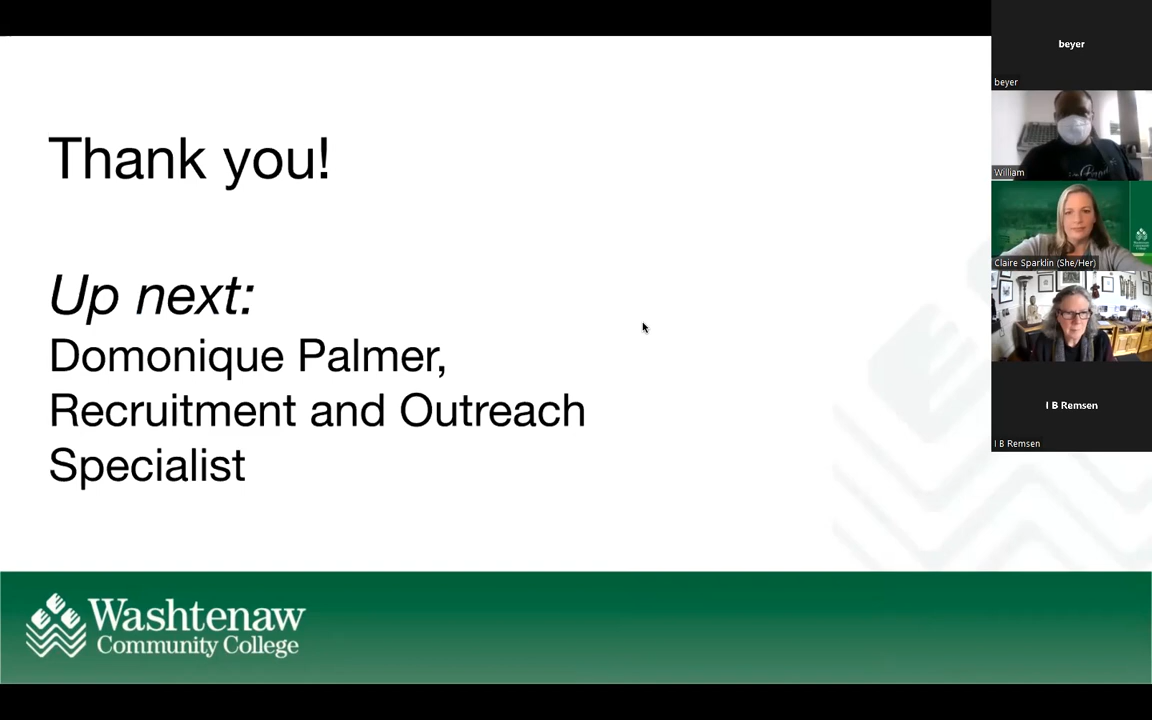 Thank you!
Up next:
Domonique Palmer,
Recruitment and Outreach
Specialist
Washtenaw
Community College
beyer
beyer
William
Claire Sparklin (She/Her)
I B Remsen
I B Remsen